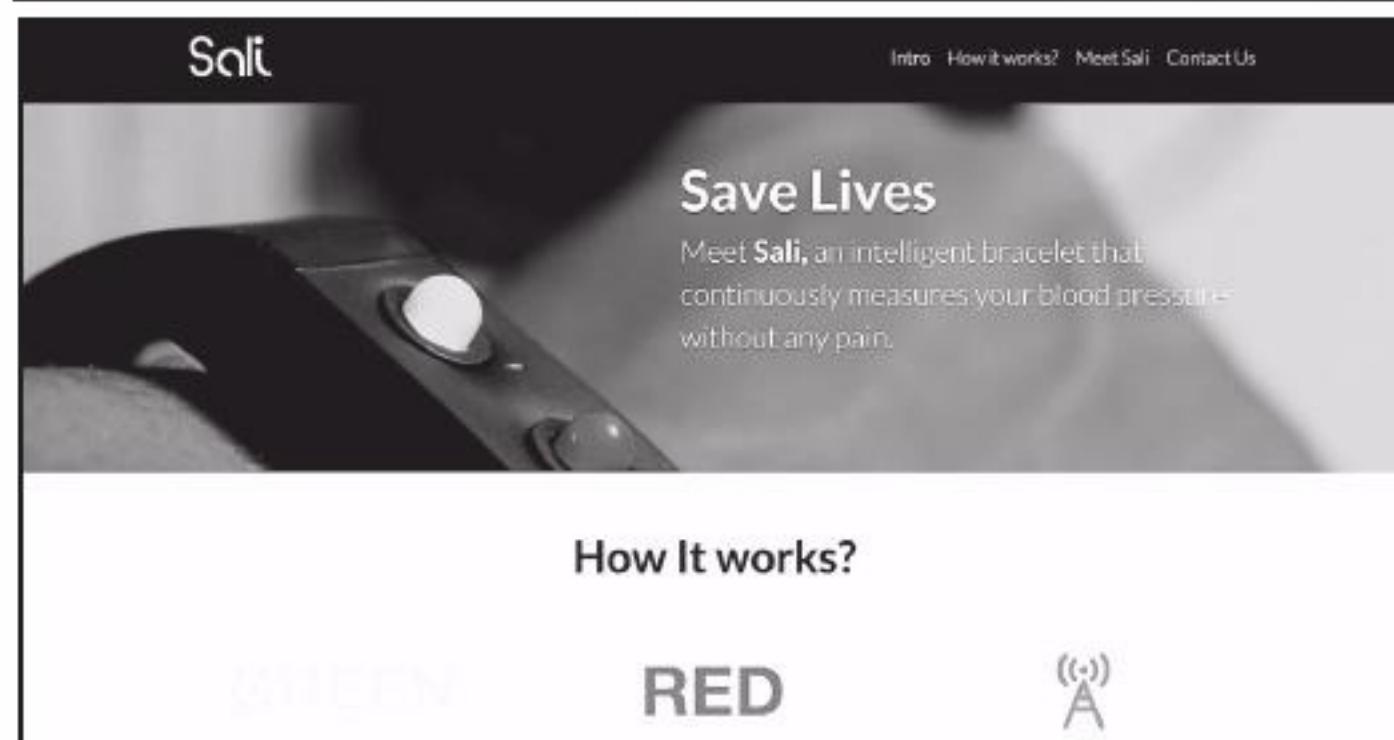 Sali
Intro How it works? Meet Sali Contact Us
Save Lives
Meet Sali, an intelligent bracelet that
continuously measures your blood pressure
without any pain.
How It works?
GREEN RED